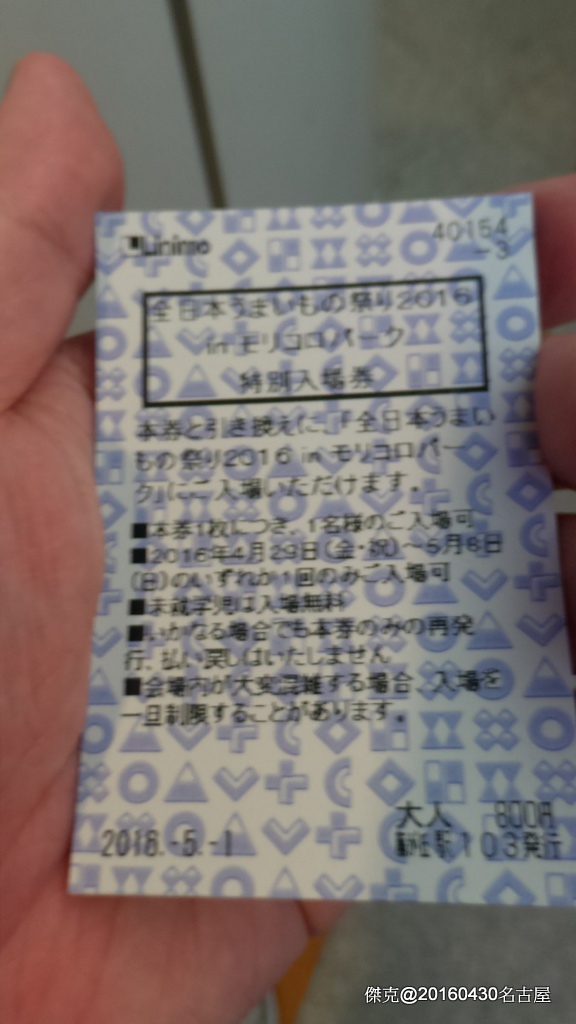 Linimo
40154
-3
全日本うまいもの祭り2016
in モリコロパーク
特別入場券
本券と引き換えに、『全日本うまい
もの祭り2016 in モリコロパー
ク』にご入場いただけます。
■本券1枚につき、1名様のご入場可
■2016年4月29日(金・祝)～5月8日
(日)のいずれか1回のみご入場可
■未就学児は入場無料
■いかなる場合でも本券のみの再発
行、払い戻しはいたしません
■会場内が大変混雑する場合、入場を
一旦制限することがあります。
大人 800円
2016.-5.-1
103発行
傑克@20160430名古屋